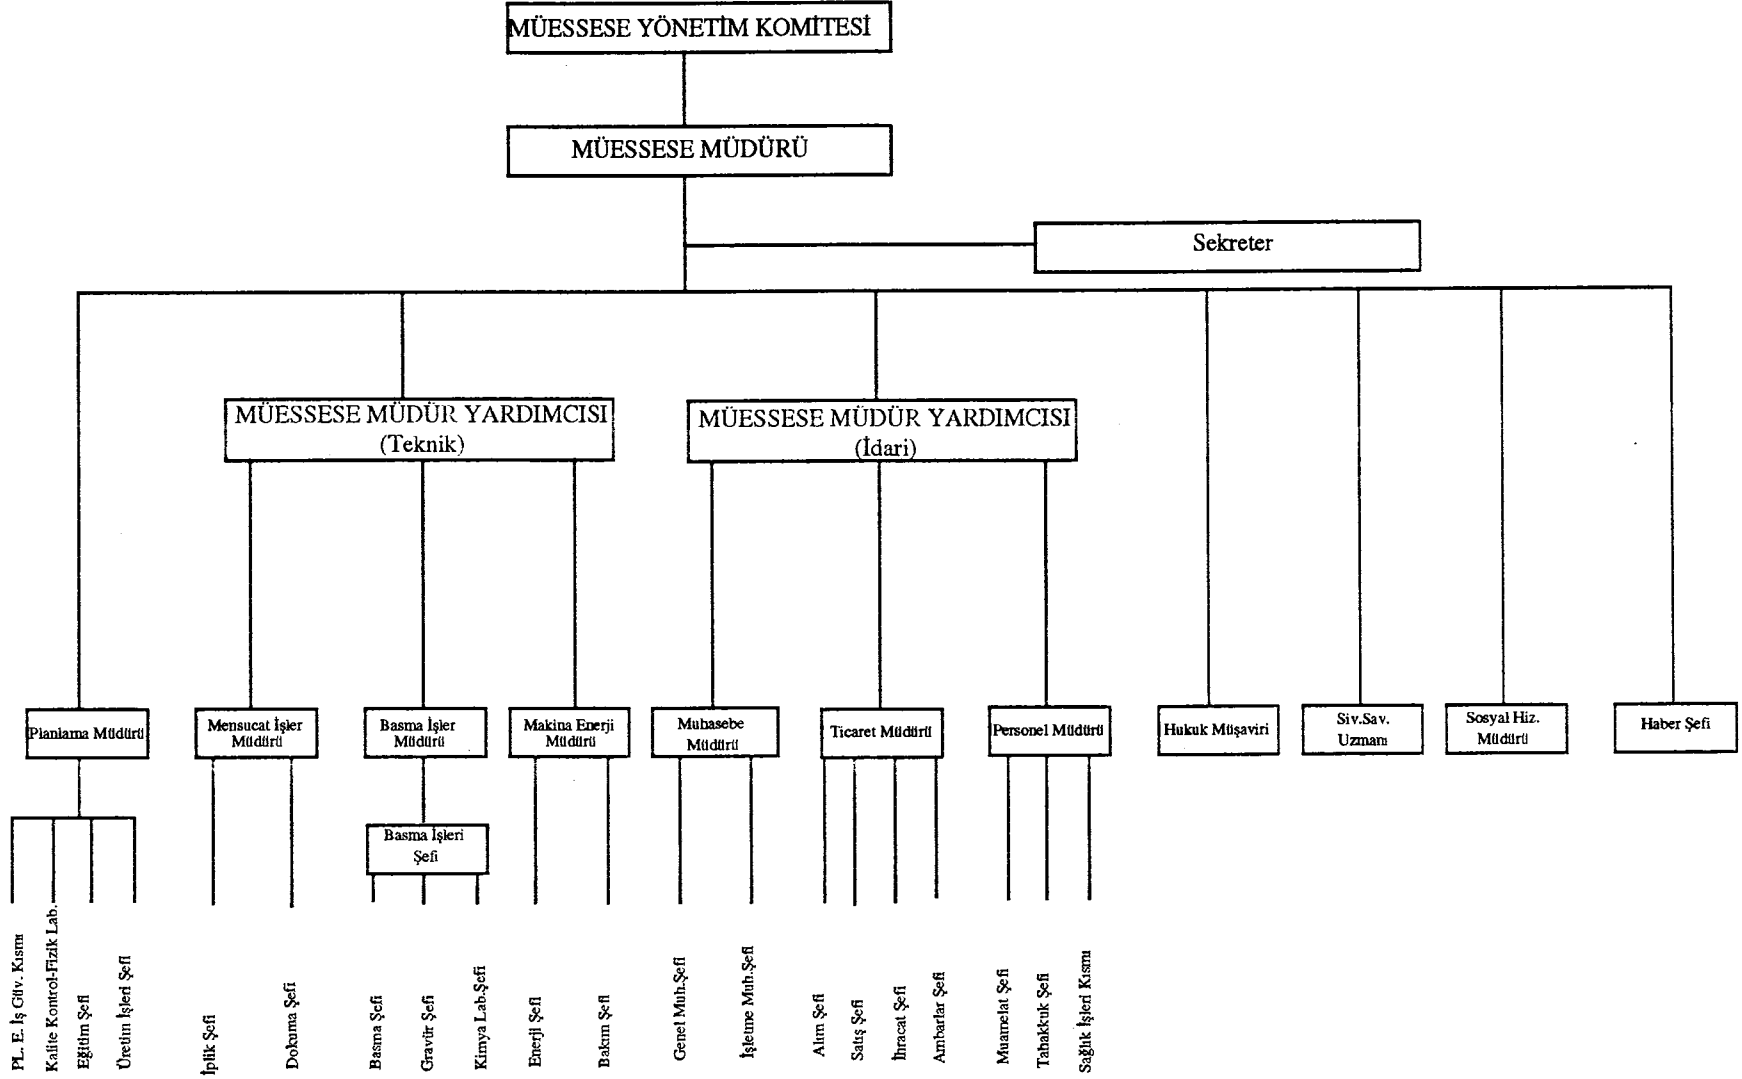 MÜESSESE YÖNETİM KOMİTESİ
MÜESSESE MÜDÜRÜ
Sekreter
MÜESSESE MÜDÜR YARDIMCISI
(Teknik)
MÜESSESE MÜDÜR YARDIMCISI
(İdari)
Planlama Müdürü
Mensucat İşler
Müdürü
Basma İşler
Müdürü
Makina Enerji
Müdürü
Muhasebe
Müdürü
Ticaret Müdürü
Personel Müdürü
Hukuk Müşaviri
Siv.Sav.
Uzmanı
Sosyal Hiz.
Müdürü
Haber Şefi
Basma İşleri
Şefi
PL. E. İş Güv. Kısmı
Kalite Kontrol-Fizik Lab.
Eğitim Şefi
Üretim İşleri Şefi
İplik Şefi
Dokuma Şefi
Basma Şefi
Gravür Şefi
Kimya Lab.Şefi
Enerji Şefi
Bakım Şefi
Genel Muh.Şefi
İşletme Muh.Şefi
Alım Şefi
Satış Şefi
İhracat Şefi
Ambarlar Şefi
Muamelat Şefi
Tahakkuk Şefi
Sağlık İşleri Kısmı